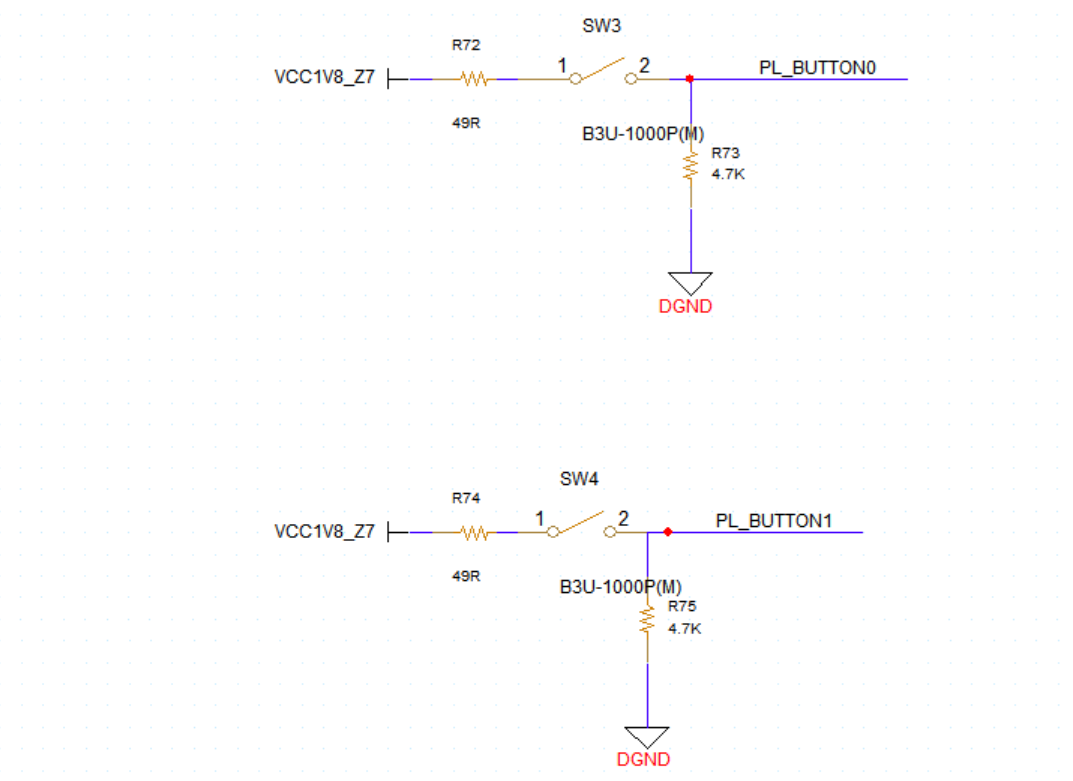 SW3
R72
VCC1V8_Z7
1
2
PL_BUTTON0
49R
B3U-1000P(M)
R73
4.7K
DGND
SW4
R74
VCC1V8_Z7
1
2
PL_BUTTON1
49R
B3U-1000P(M)
R75
4.7K
DGND